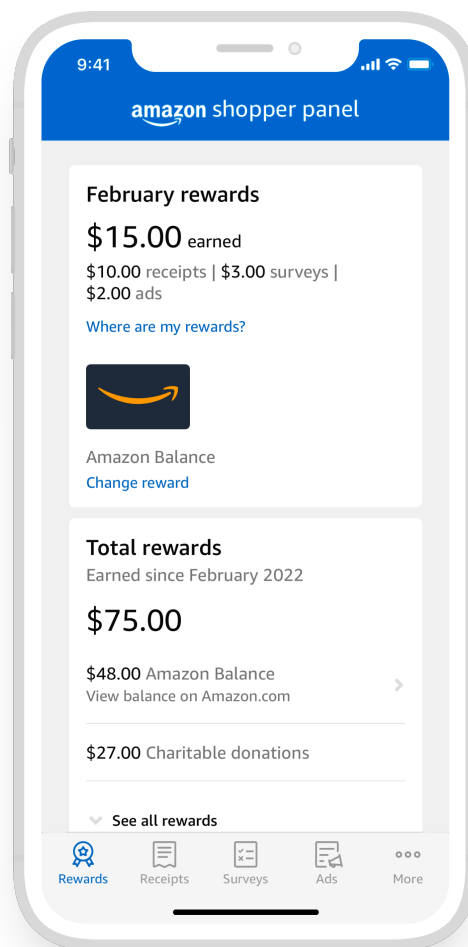 9:41
amazon shopper panel
February rewards
$15.00 earned
$10.00 receipts | $3.00 surveys |
$2.00 ads
Where are my rewards?
Amazon Balance
Change reward
Total rewards
Earned since February 2022
$75.00
$48.00 Amazon Balance
View balance on Amazon.com
$27.00 Charitable donations
See all rewards
Rewards Receipts Surveys Ads More